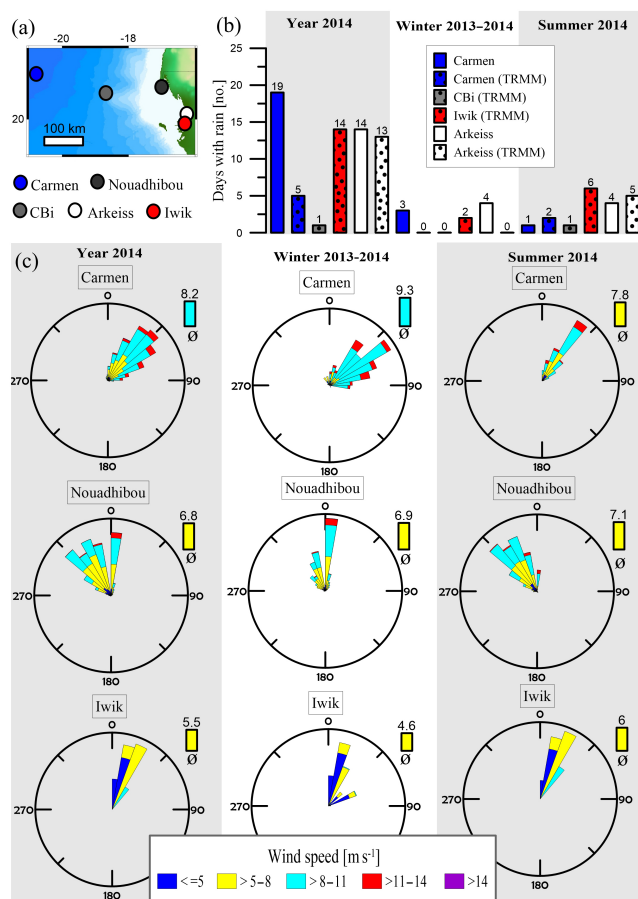 (a)
-20
-18
20
100 km
Carmen
Nouadhibou
CBi
Arkeiss
Iwik
(b)
Year 2014
Winter 2013–2014
Summer 2014
Days with rain [no.]
25
20
15
10
5
0
19
5
1
14
14
13
3
0
0
2
4
0
1
2
1
6
4
5
Carmen
Carmen (TRMM)
CBi (TRMM)
Iwik (TRMM)
Arkeiss
Arkeiss (TRMM)
(c)
Year 2014
Winter 2013-2014
Summer 2014
Carmen
0
90
180
270
8.2
Ø
Carmen
0
90
180
270
9.3
Ø
Carmen
0
90
180
270
7.8
Ø
Nouadhibou
0
90
180
270
6.8
Ø
Nouadhibou
0
90
180
270
6.9
Ø
Nouadhibou
0
90
180
270
7.1
Ø
Iwik
0
90
180
270
5.5
Ø
Iwik
0
90
270
4.6
Ø
Iwik
0
90
270
6
Ø
Wind speed [m s-1]
<=5
>5–8
>8–11
>11–14
>14